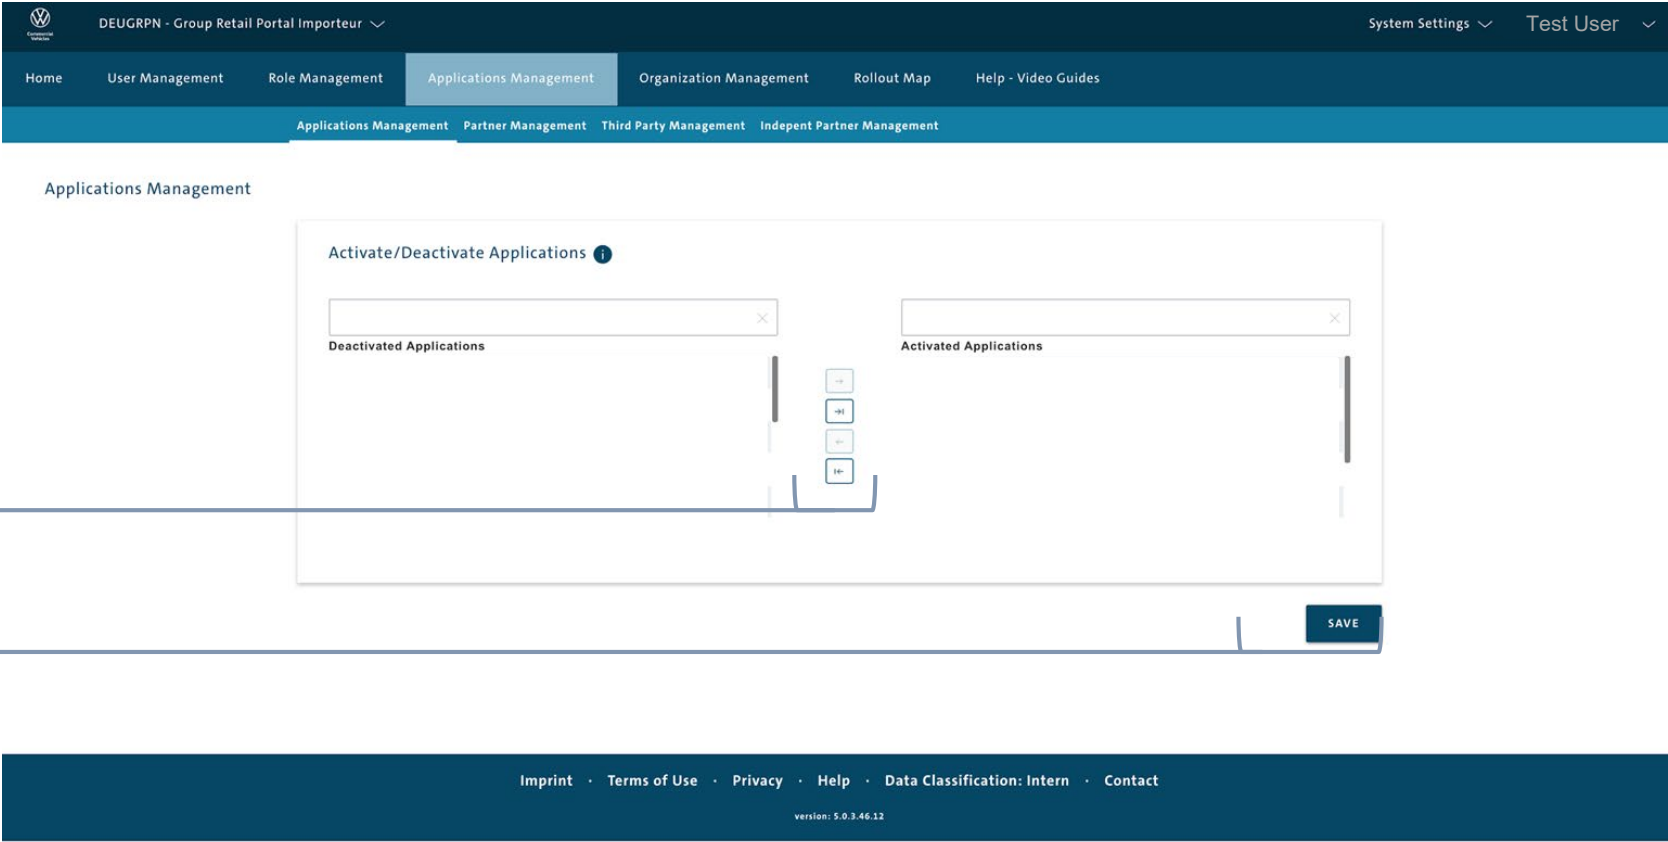 Commercial
Vehicles
DEUGRPN - Group Retail Portal Importeur
System Settings
Test User
Home
User Management
Role Management
Applications Management
Organization Management
Rollout Map
Help - Video Guides
Applications Management
Partner Management
Third Party Management
Indepent Partner Management
Applications Management
Activate/Deactivate Applications i
Deactivated Applications
Activated Applications
SAVE
Imprint · Terms of Use · Privacy · Help · Data Classification: Intern · Contact
version: 5.0.3.46.12